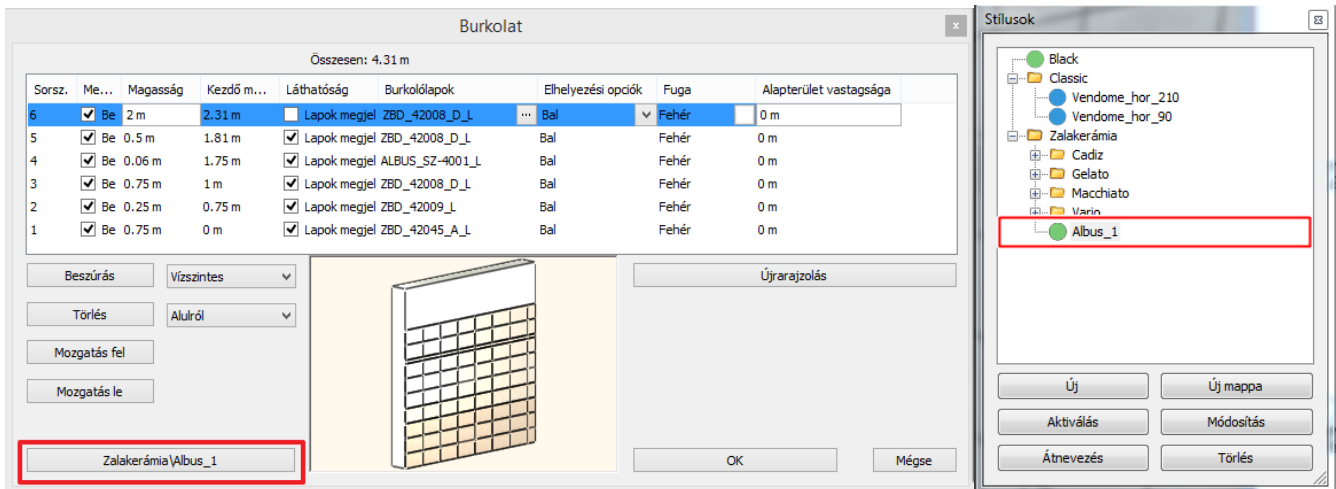 Burkolat
x
Összesen: 4.31 m
Sorsz. Me... Magasság Kezdő m... Láthatóság Burkolólapok Elhelyezési opciók Fuga Alapterület vastagsága
6 Be 2 m 2.31 m Lapok megjel ZBD_42008_D_L ... Bal Fehér 0 m
5 Be 0.5 m 1.81 m Lapok megjel ZBD_42008_D_L Bal Fehér 0 m
4 Be 0.06 m 1.75 m Lapok megjel ALBUS_SZ-4001_L Bal Fehér 0 m
3 Be 0.75 m 1 m Lapok megjel ZBD_42008_D_L Bal Fehér 0 m
2 Be 0.25 m 0.75 m Lapok megjel ZBD_42009_L Bal Fehér 0 m
1 Be 0.75 m 0 m Lapok megjel ZBD_42045_A_L Bal Fehér 0 m
Beszúrás Vízszintes Újrarajzolás
Törlés Alulról
Mozgatás fel
Mozgatás le
Zalakerámia\Albus_1 OK Mégse
Stílusok
Black
Classic
Vendome_hor_210
Vendome_hor_90
Zalakerámia
Cadiz
Gelato
Macchiato
Vario
Albus_1
Új Új mappa
Aktiválás Módosítás
Átnevezés Törlés